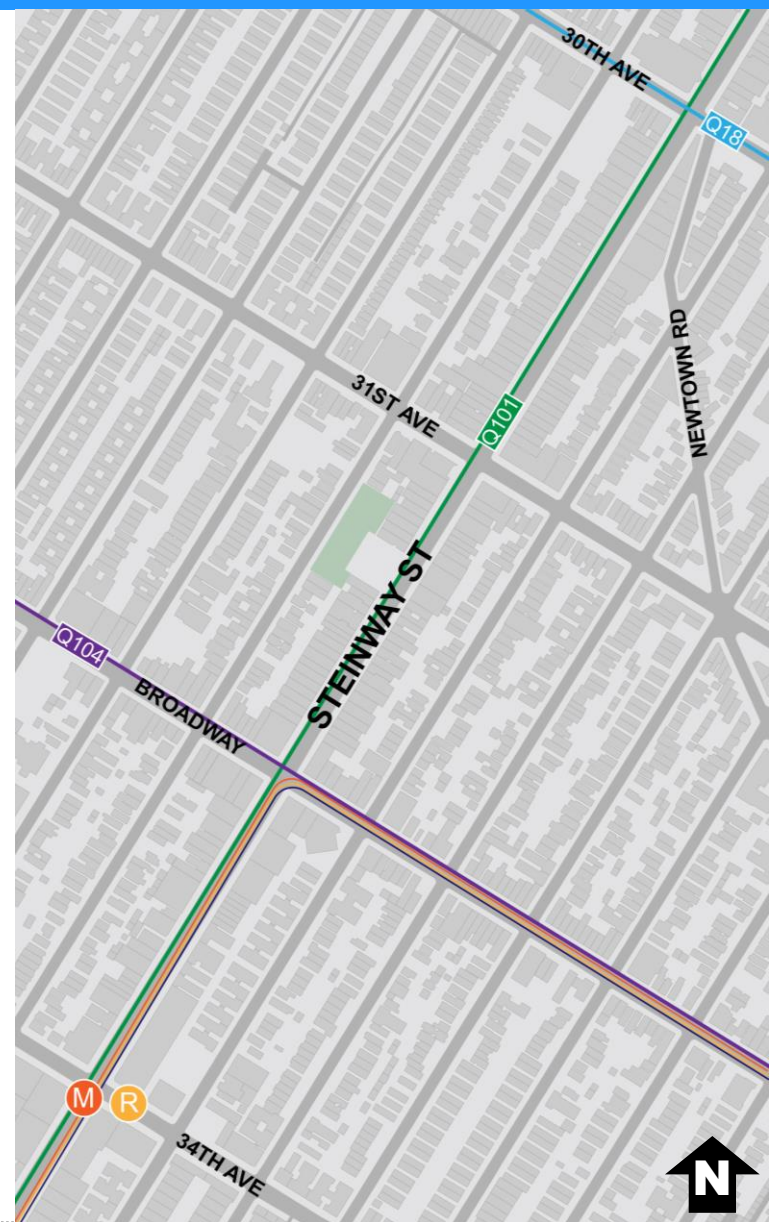 30TH AVE
Q18
NEWTOWN RD
31ST AVE
Q101
STEINWAY ST
Q104
BROADWAY
M
R
34TH AVE
N